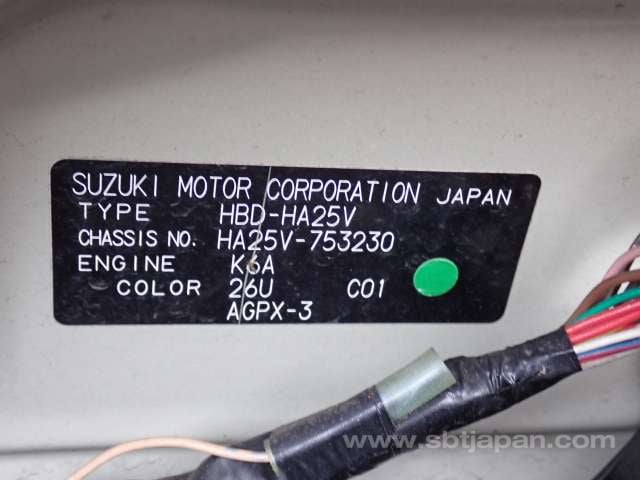 SUZUKI MOTOR CORPORATION JAPAN
TYPE HBD-HA25V
CHASSIS NO. HA25V-753230
ENGINE K6A
COLOR 26U C01
AGPX-3
www.sbtjapan.com